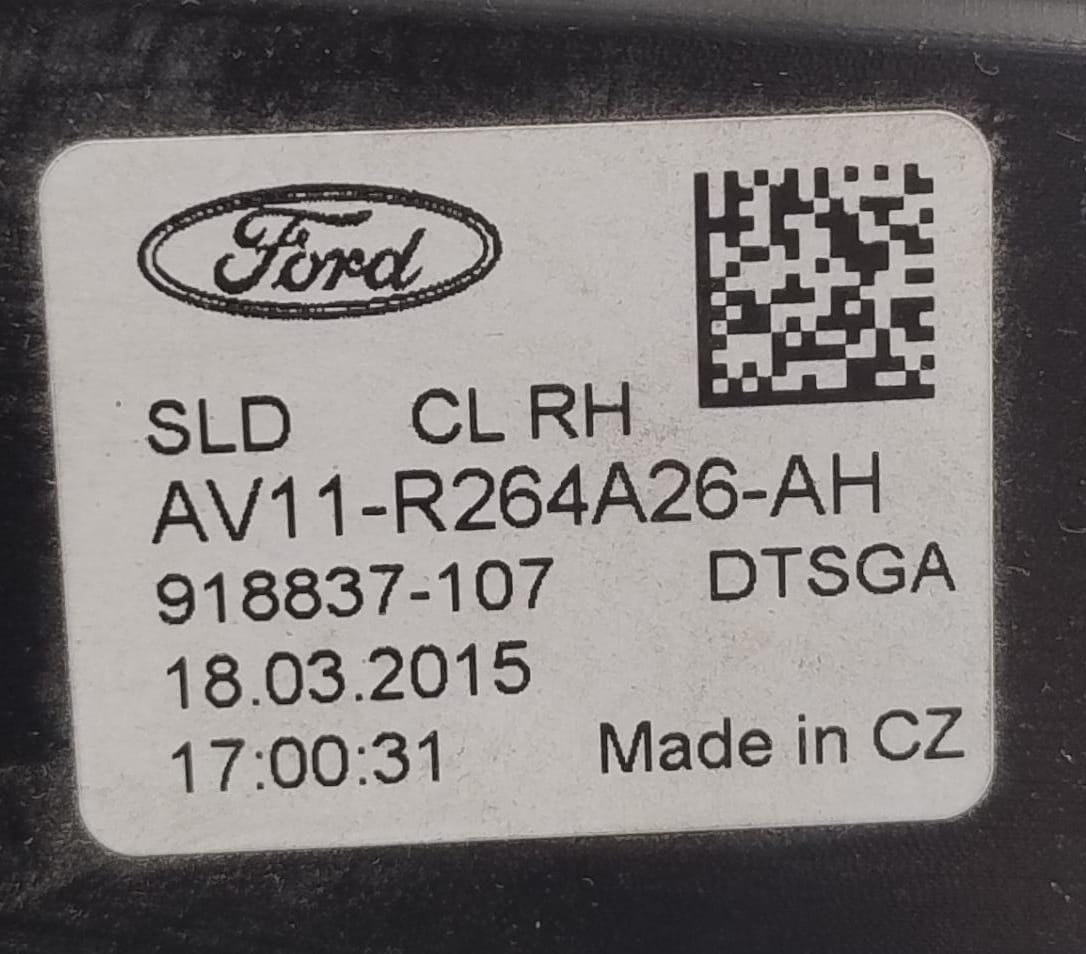 Ford
SLD CL RH
AV11-R264A26-AH
918837-107 DTSGA
18.03.2015
17:00:31 Made in CZ